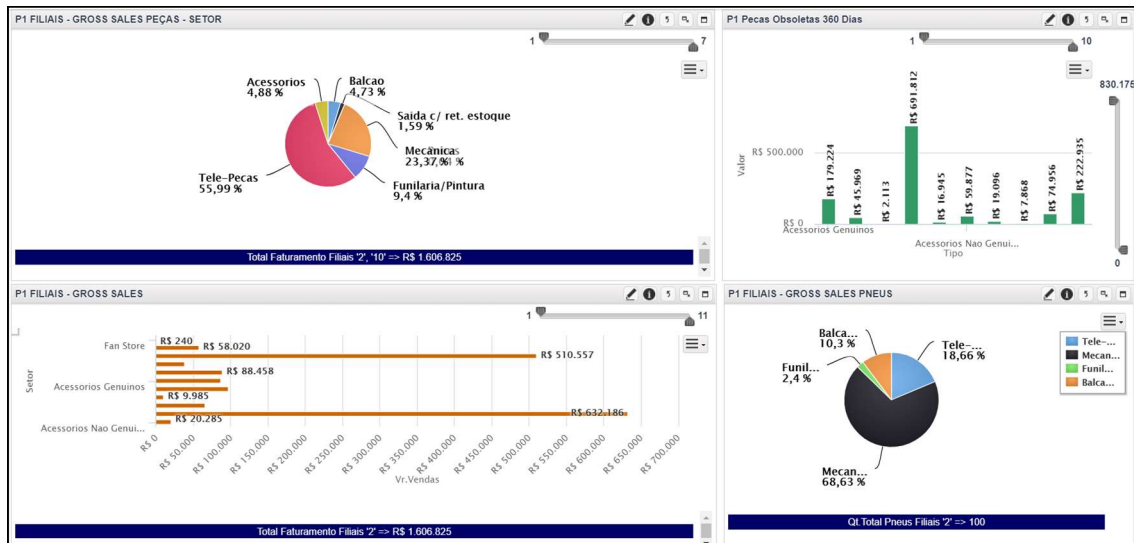 P1 FILIAIS - GROSS SALES PEÇAS - SETOR
1
7
Acessorios
4,88 %
Balcao
4,73 %
Saida c/ ret. estoque
1,59 %
Mecânica
23,37 %
Funilaria/Pintura
9,4 %
Tele-Pecas
55,99 %
Total Faturamento Filiais '2', '10' => R$ 1.606.825
P1 Pecas Obsoletas 360 Dias
1
10
830.175
0
Valor
R$ 500.000
R$ 0
R$ 179.224
R$ 45.969
R$ 2.113
R$ 691.812
R$ 16.945
R$ 59.877
R$ 19.096
R$ 7.868
R$ 74.956
R$ 222.935
Acessorios Genuinos
Acessorios Nao Genui...
Tipo
P1 FILIAIS - GROSS SALES
1
11
Setor
Fan Store
Acessorios Genuinos
Acessorios Nao Genui...
R$ 240
R$ 58.020
R$ 510.557
R$ 88.458
R$ 9.985
R$ 632.186
R$ 20.285
R$ 0
R$ 50.000
R$ 100.000
R$ 150.000
R$ 200.000
R$ 250.000
R$ 300.000
R$ 350.000
R$ 400.000
R$ 450.000
R$ 500.000
R$ 550.000
R$ 600.000
R$ 650.000
R$ 700.000
Vr.Vendas
Total Faturamento Filiais '2' => R$ 1.606.825
P1 FILIAIS - GROSS SALES PNEUS
Balca...
10,3 %
Tele-...
18,66 %
Funil...
2,4 %
Mecan...
68,63 %
Tele-...
Mecan...
Funil...
Balca...
Qt.Total Pneus Filiais '2' => 100